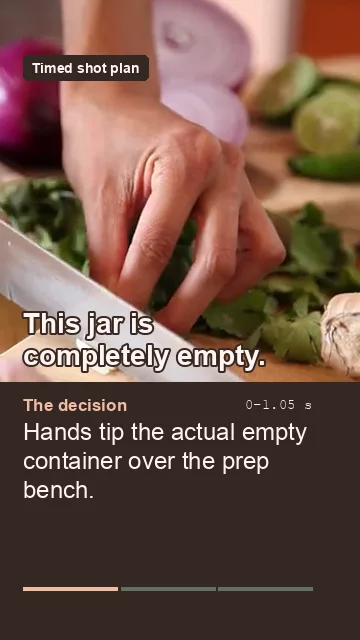 Timed shot plan
This jar is
completely empty.
The decision
0–1.05 s
Hands tip the actual empty
container over the prep
bench.